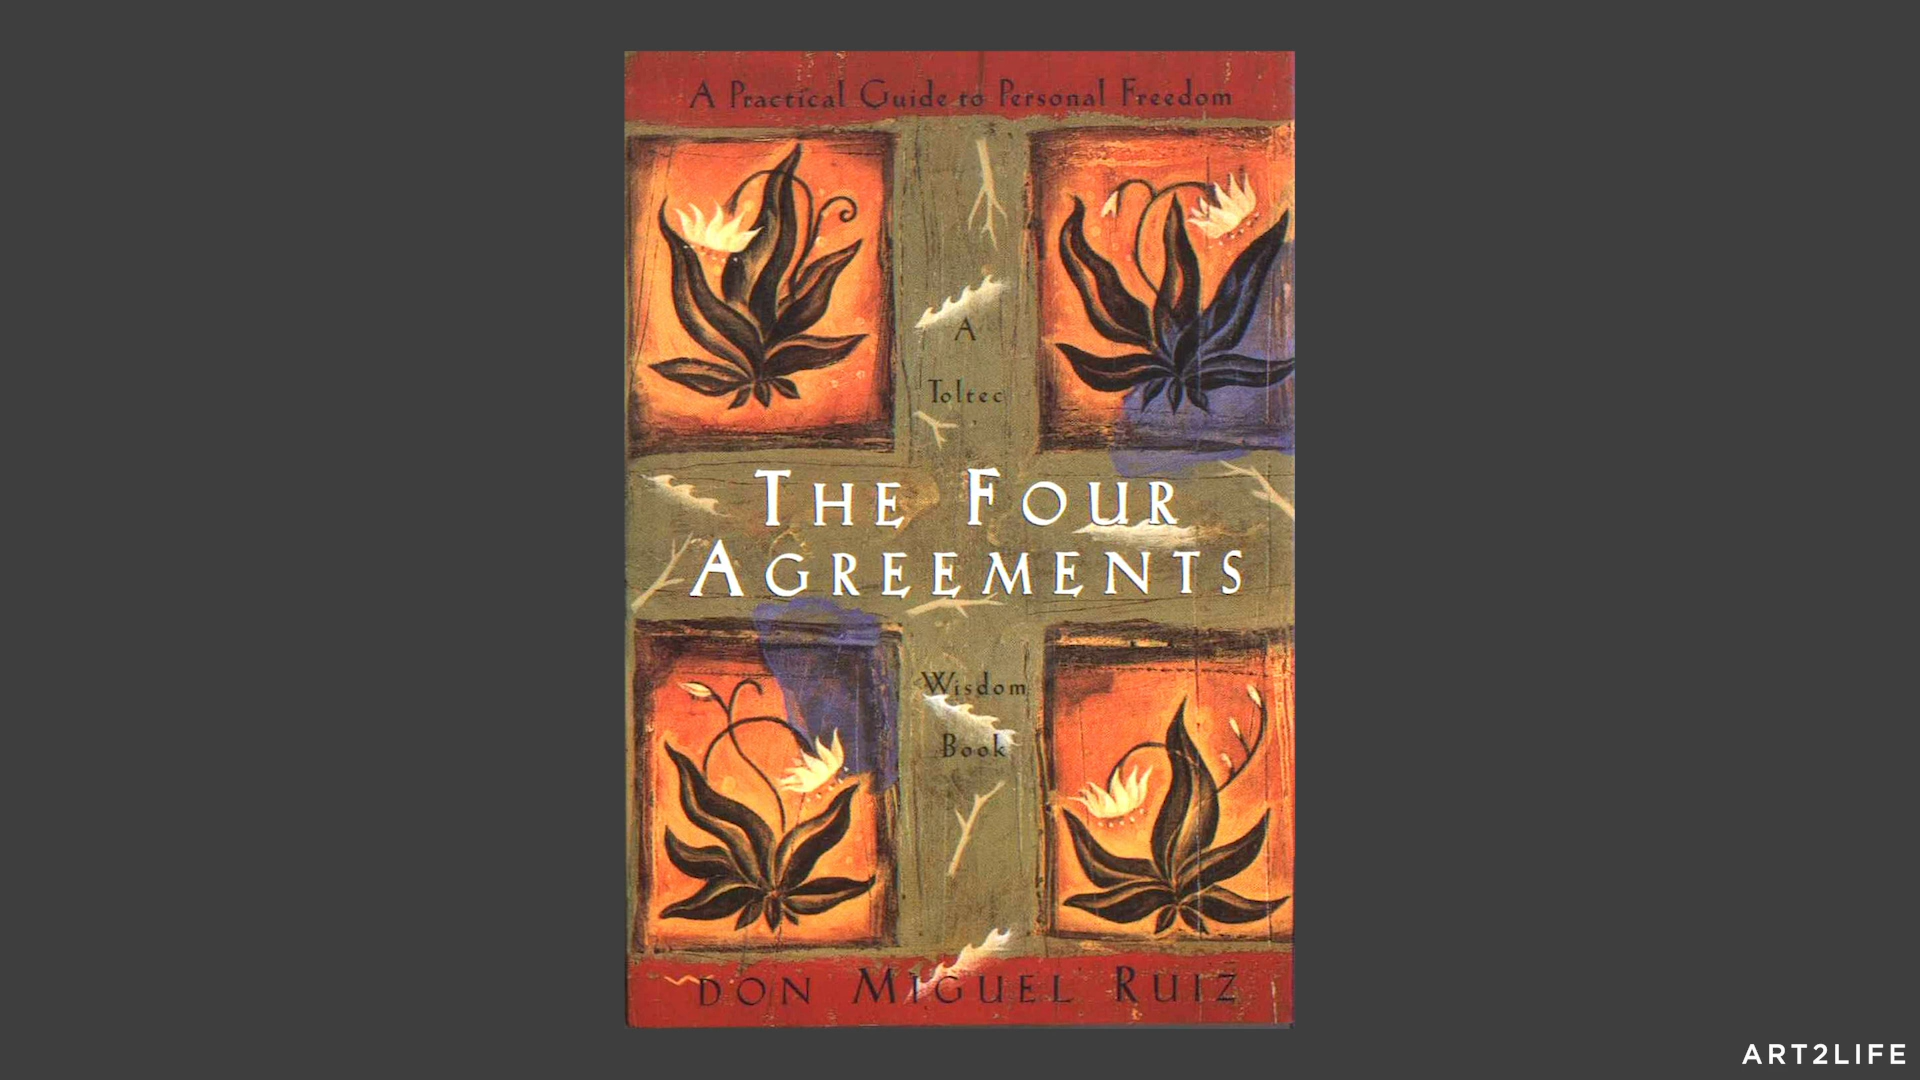 A Practical Guide to Personal Freedom
A
Toltec
THE FOUR
AGREEMENTS
Wisdom
Book
DON MIGUEL RUIZ
ART2LIFE